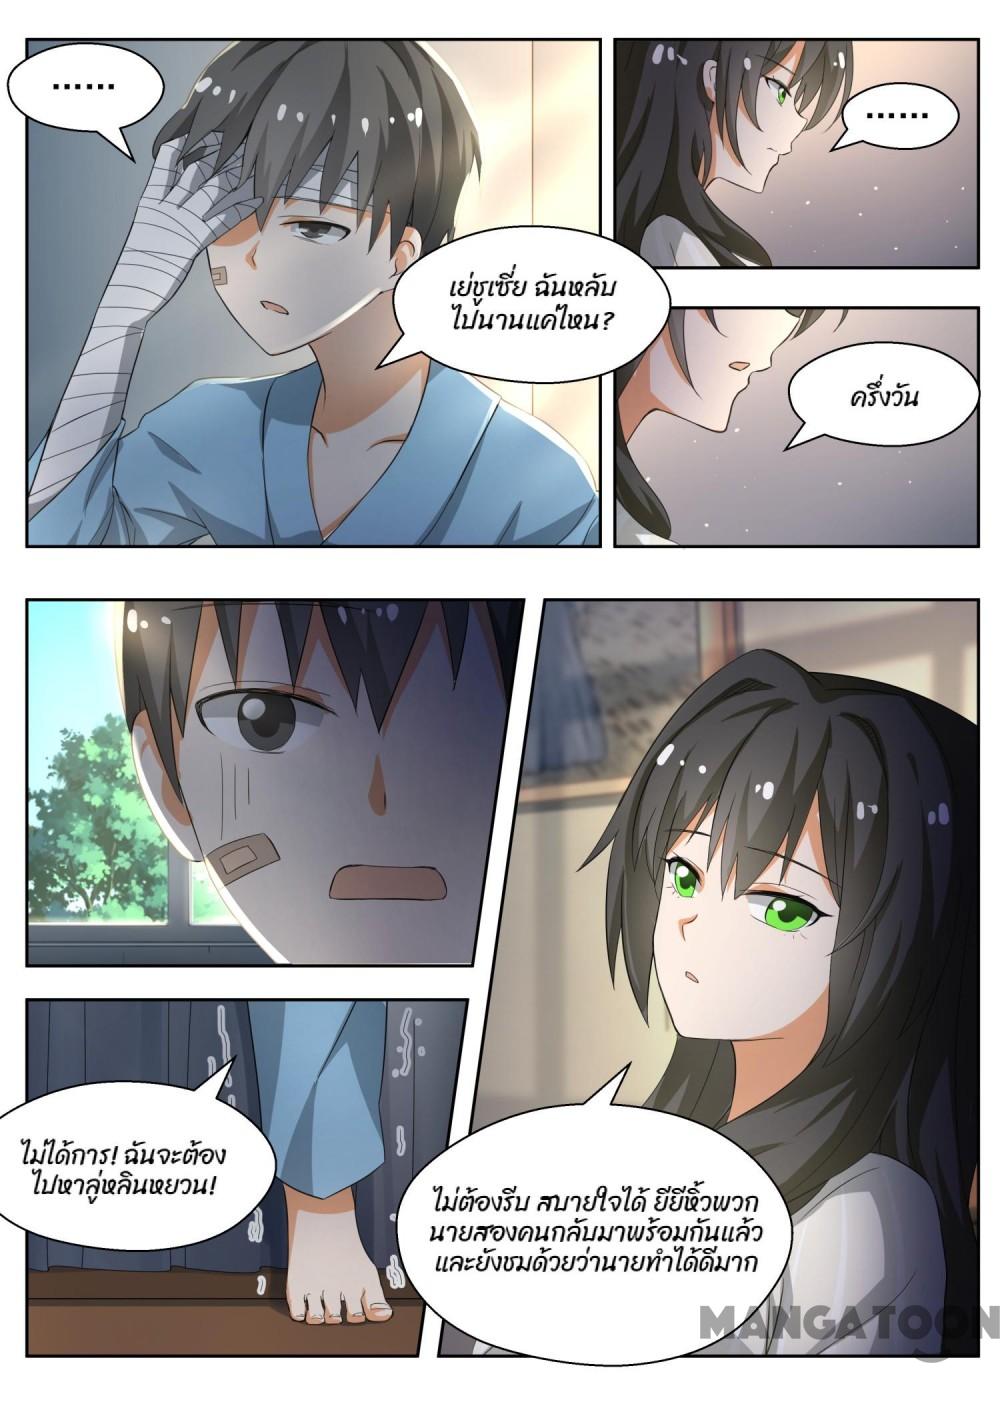 ......
......
เย่ชูเซี่ย ฉันหลับ
ไปนานแค่ไหน?
ครึ่งวัน
ไม่ได้การ! ฉันจะต้อง
ไปหาลู่หลินหยวน!
ไม่ต้องรีบ สบายใจได้ ยียีหิ้วพวก
นายสองคนกลับมาพร้อมกันแล้ว
และยังชมด้วยว่านายทำได้ดีมาก
MANGATOON